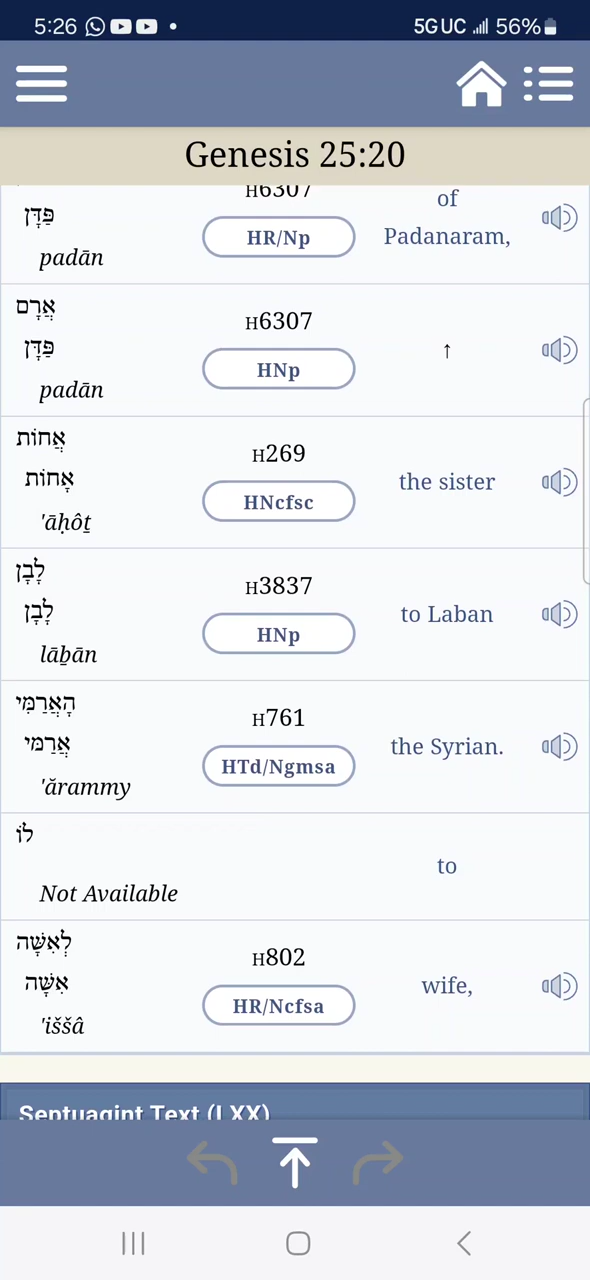 5:26
5G UC 56%
Genesis 25:20
H6307
of
פַּדָּן
HR/Np
Padanaram,
padān
אֲרָם
H6307
פַּדָּן
HNp
↑
padān
אֲחוֹת
H269
אָחוֹת
HNcfsc
the sister
'āḥôṯ
לָבָן
H3837
לָבָן
HNp
to Laban
lāḇān
הָאֲרַמִּי
H761
אֲרַמִּי
HTd/Ngmsa
the Syrian.
'ărammy
לוֹ
to
Not Available
לְאִשָּׁה
H802
אִשָּׁה
HR/Ncfsa
wife,
'iššâ
Septuagint Text (LXX)